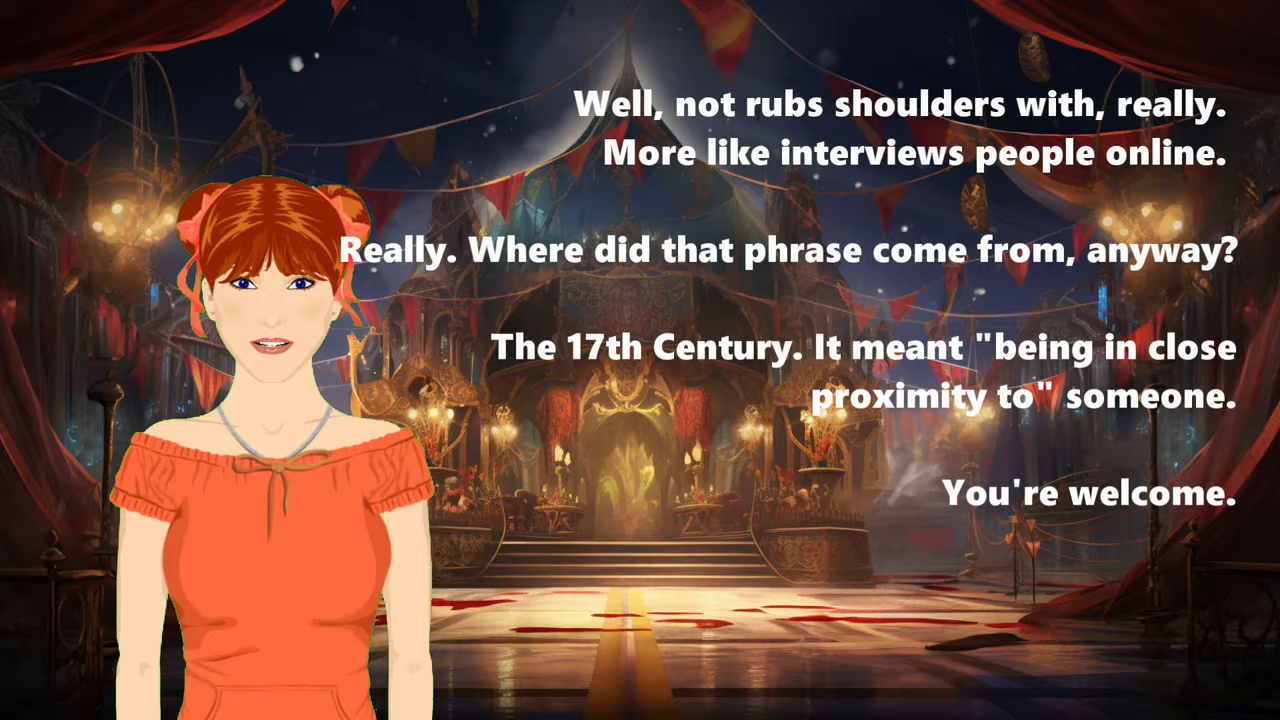 Well, not rubs shoulders with, really.
More like interviews people online.
Really. Where did that phrase come from, anyway?
The 17th Century. It meant "being in close
proximity to" someone.
You're welcome.